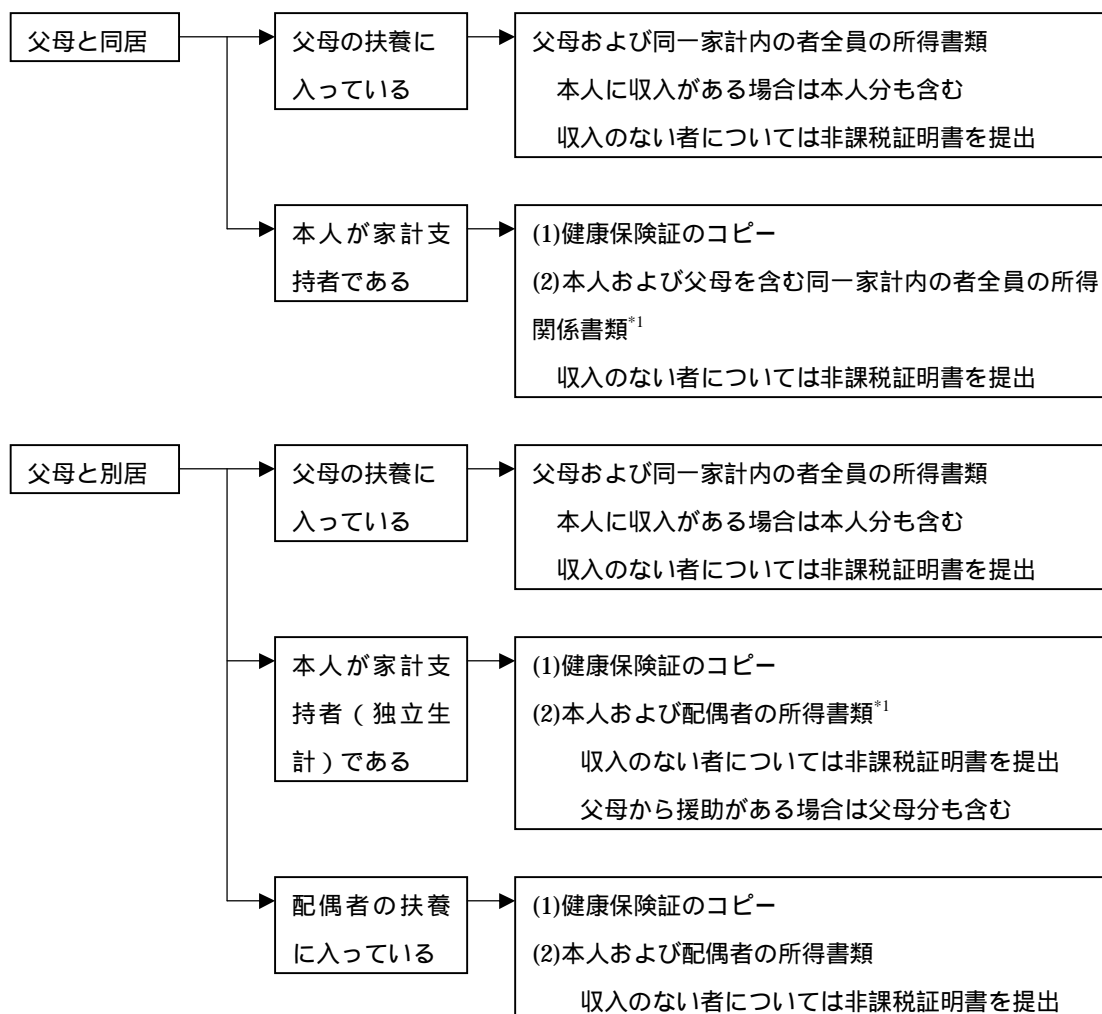 父母と同居
父母の扶養に
入っている
父母および同一家計内の者全員の所得書類
本人に収入がある場合は本人分も含む
収入のない者については非課税証明書を提出
本人が家計支
持者である
(1)健康保険証のコピー
(2)本人および父母を含む同一家計内の者全員の所得
関係書類*1
収入のない者については非課税証明書を提出
父母と別居
父母の扶養に
入っている
父母および同一家計内の者全員の所得書類
本人に収入がある場合は本人分も含む
収入のない者については非課税証明書を提出
本人が家計支
持者(独立生
計)である
(1)健康保険証のコピー
(2)本人および配偶者の所得書類*1
収入のない者については非課税証明書を提出
父母から援助がある場合は父母分も含む
配偶者の扶養
に入っている
(1)健康保険証のコピー
(2)本人および配偶者の所得書類
収入のない者については非課税証明書を提出